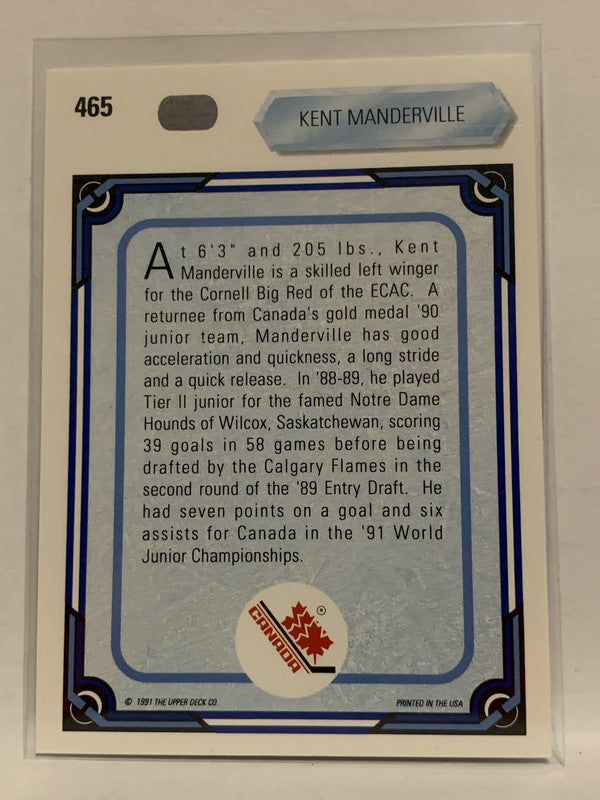 465
KENT MANDERVILLE
At 6'3" and 205 lbs., Kent
Manderville is a skilled left winger
for the Cornell Big Red of the ECAC. A
returnee from Canada's gold medal '90
junior team, Manderville has good
acceleration and quickness, a long stride
and a quick release. In '88-89, he played
Tier II junior for the famed Notre Dame
Hounds of Wilcox, Saskatchewan, scoring
39 goals in 58 games before being
drafted by the Calgary Flames in the
second round of the '89 Entry Draft. He
had seven points on a goal and six
assists for Canada in the '91 World
Junior Championships.
®
CANADA
© 1991 THE UPPER DECK CO.
PRINTED IN THE USA